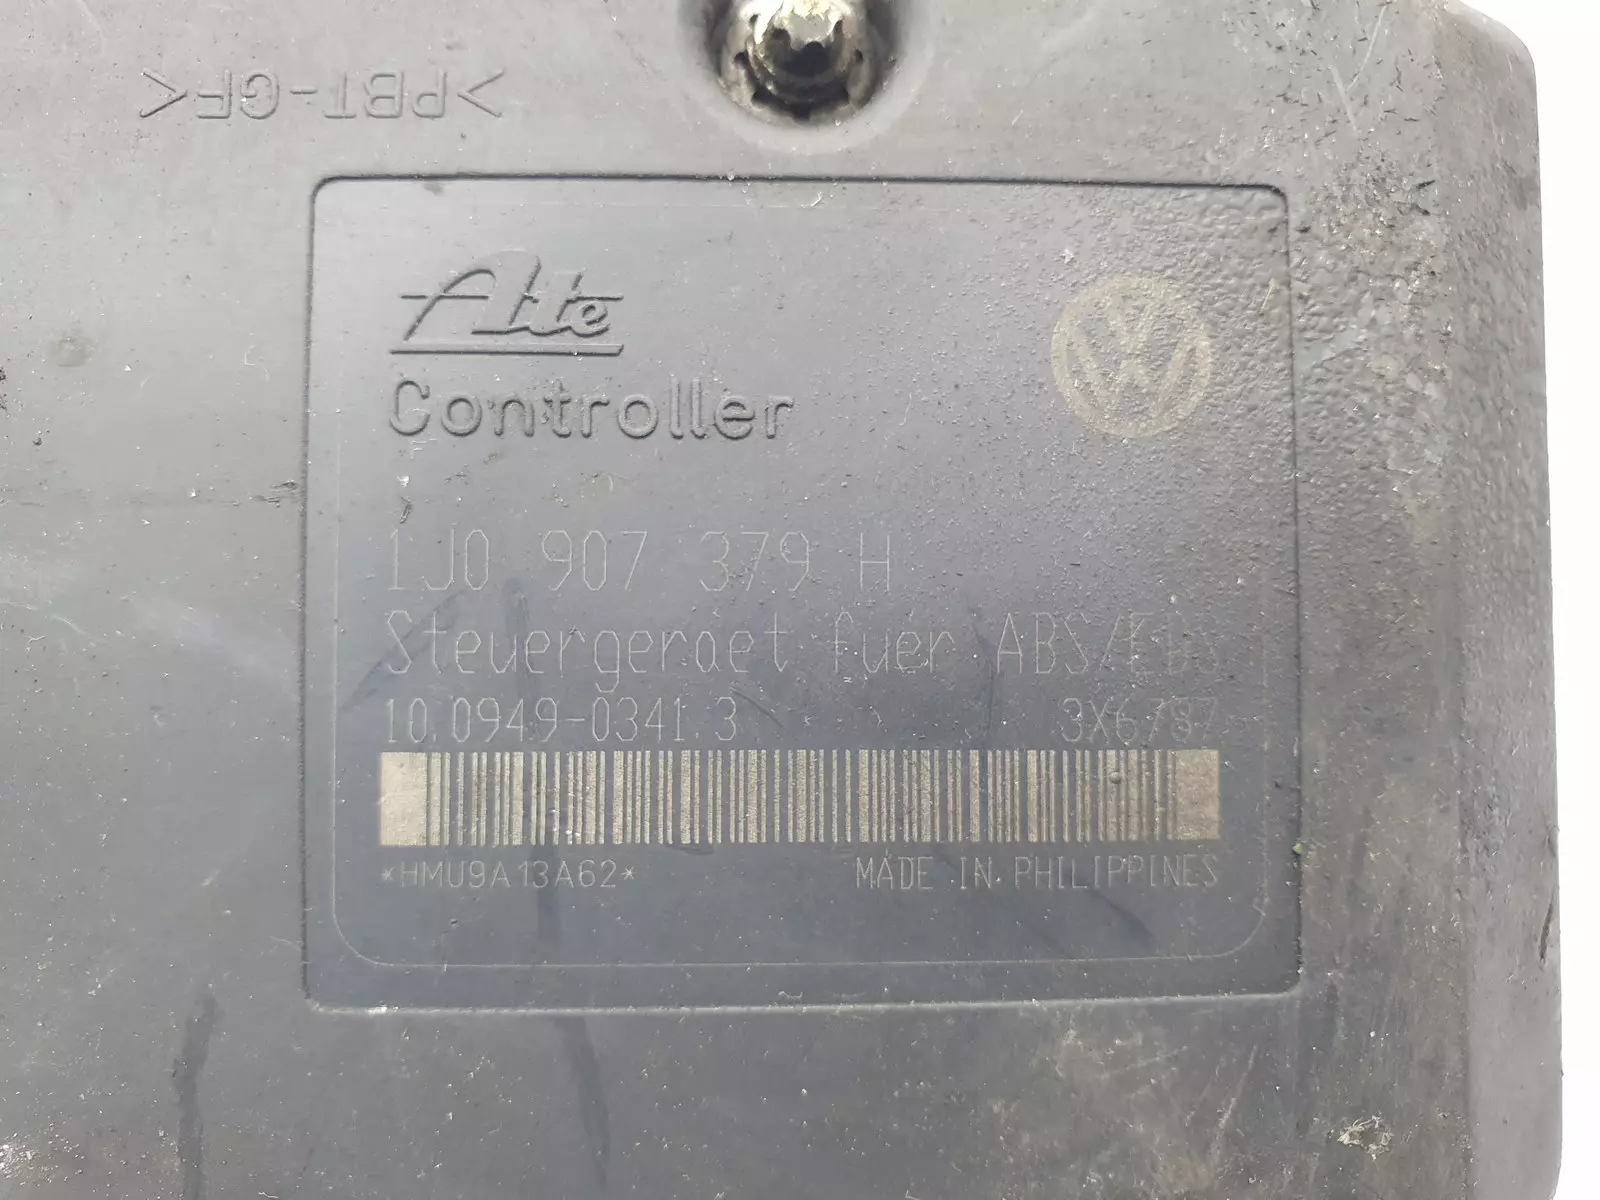 >PBT-GF<
Ate
Controller
1J0 907 379 H
Steuergeraet fuer ABS/EDS
10.0949-0341.3 3X6787
*HMU9A13A62*
MADE IN PHILIPPINES